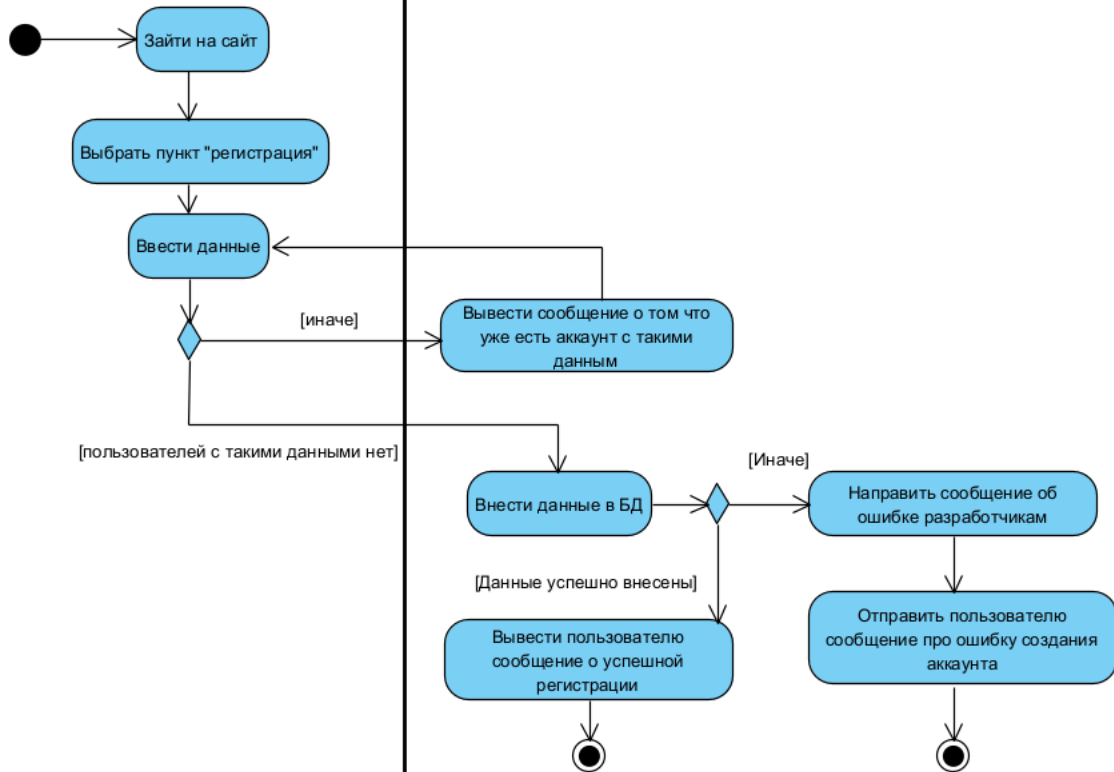 Зайти на сайт
Выбрать пункт "регистрация"
Ввести данные
[иначе]
Вывести сообщение о том что
уже есть аккаунт с такими
данным
[пользователей с такими данными нет]
[Иначе]
Внести данные в БД
Направить сообщение об
ошибке разработчикам
[Данные успешно внесены]
Вывести пользователю
сообщение о успешной
регистрации
Отправить пользователю
сообщение про ошибку создания
аккаунта